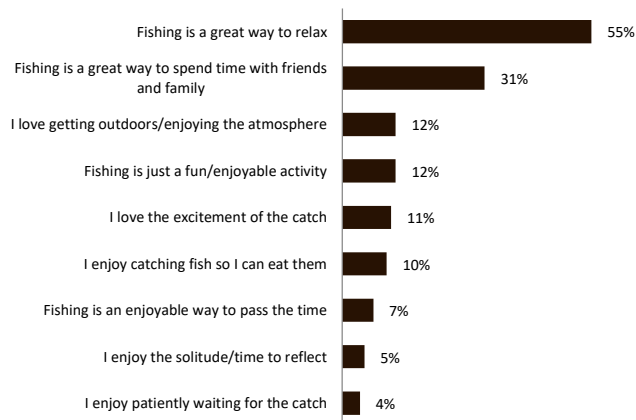 Fishing is a great way to relax
55%
Fishing is a great way to spend time with friends
and family
31%
I love getting outdoors/enjoying the atmosphere
12%
Fishing is just a fun/enjoyable activity
12%
I love the excitement of the catch
11%
I enjoy catching fish so I can eat them
10%
Fishing is an enjoyable way to pass the time
7%
I enjoy the solitude/time to reflect
5%
I enjoy patiently waiting for the catch
4%